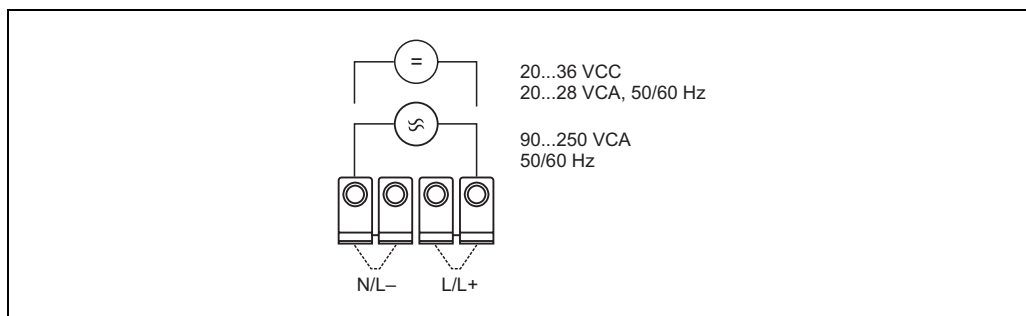 =
20...36 VCC
20...28 VCA, 50/60 Hz
90...250 VCA
50/60 Hz
N/L– L/L+